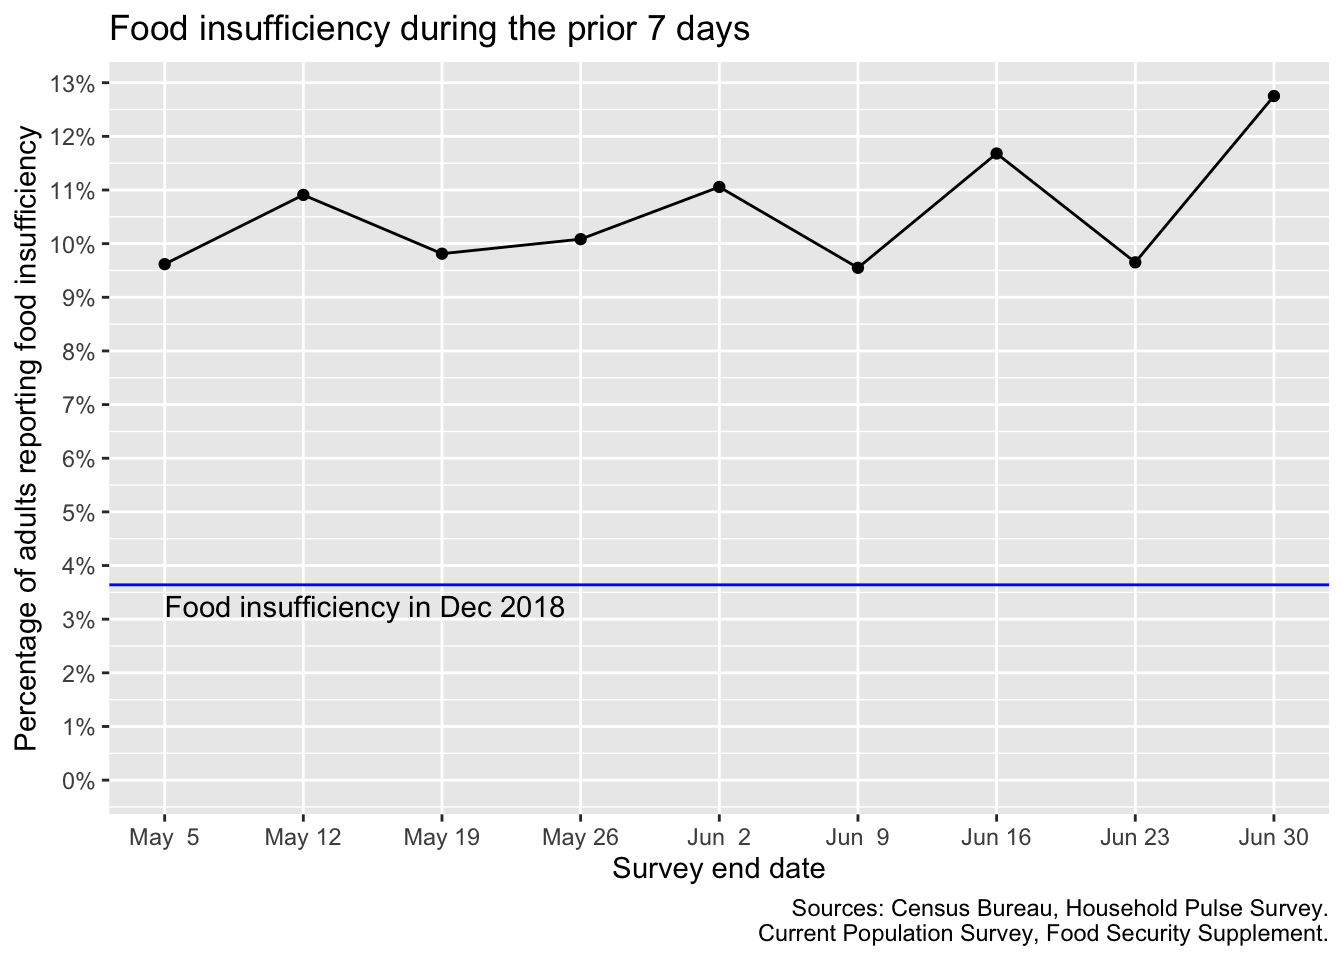 Food insufficiency during the prior 7 days
Percentage of adults reporting food insufficiency
13%
12%
11%
10%
9%
8%
7%
6%
5%
4%
3%
2%
1%
0%
Food insufficiency in Dec 2018
May 5
May 12
May 19
May 26
Jun 2
Jun 9
Jun 16
Jun 23
Jun 30
Survey end date
Sources: Census Bureau, Household Pulse Survey.
Current Population Survey, Food Security Supplement.